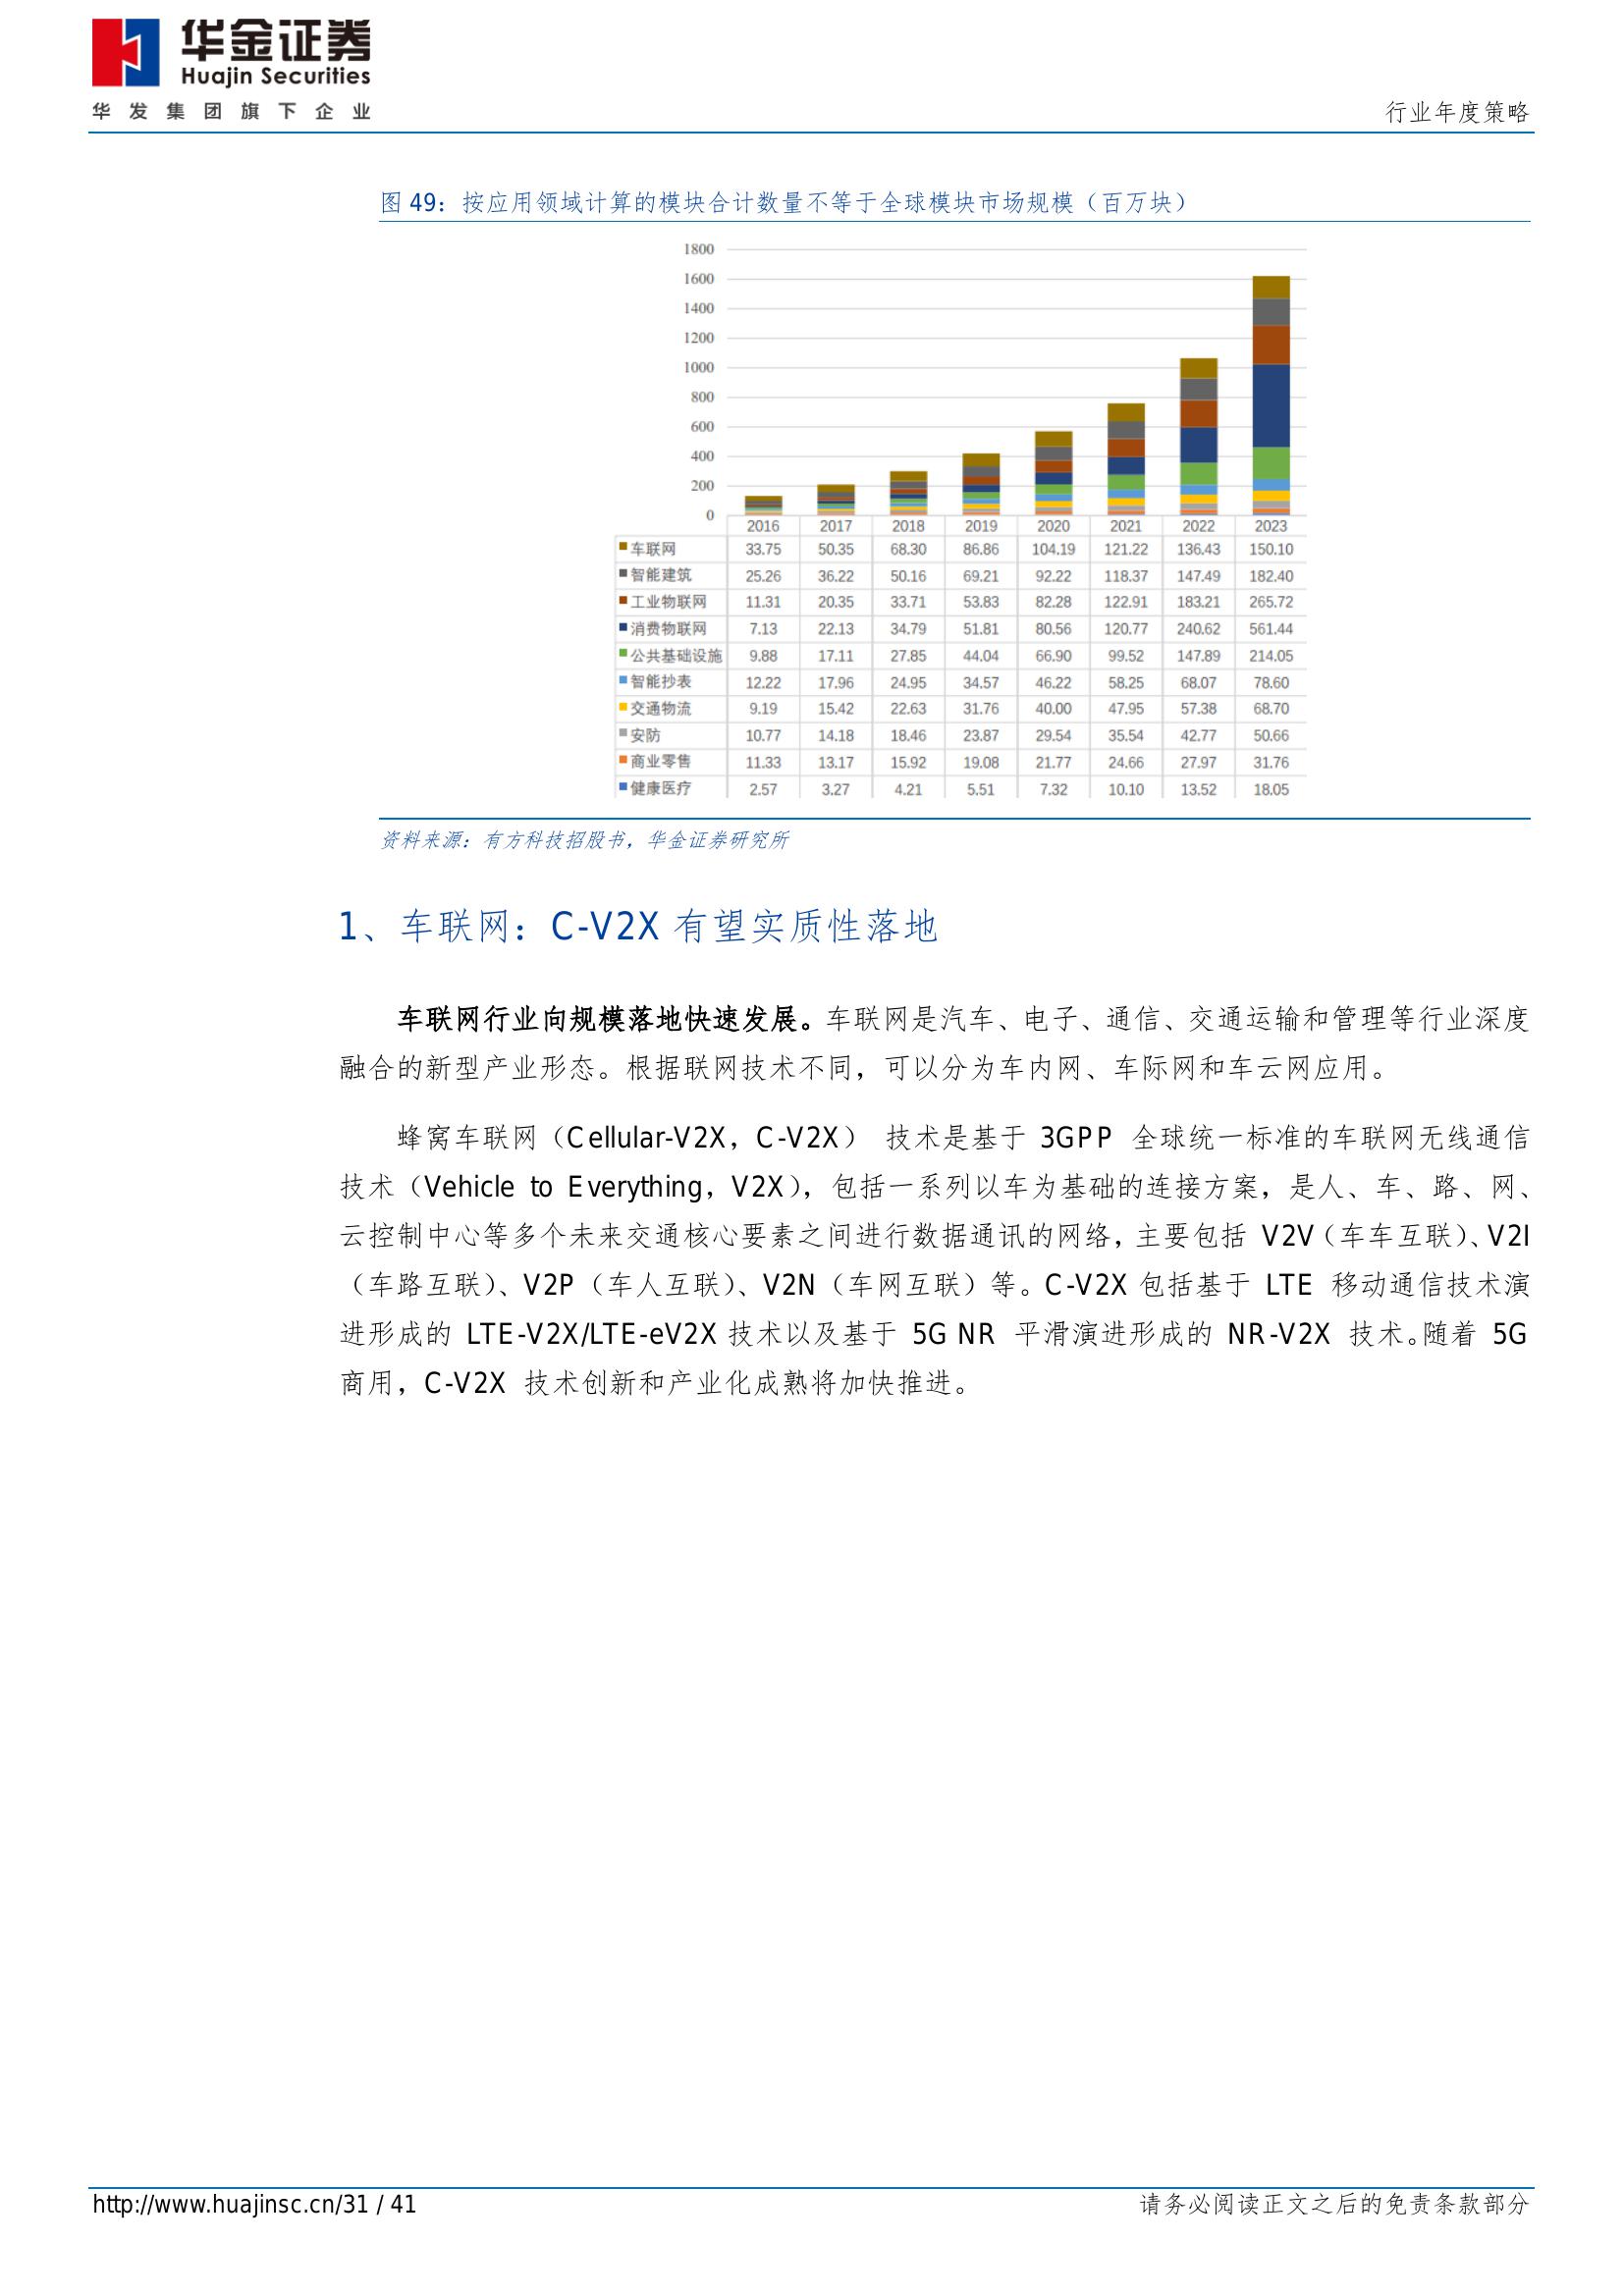 华金证券
Huajin Securities
华发集团旗下企业
行业年度策略
图 49：按应用领域计算的模块合计数量不等于全球模块市场规模（百万块）
1800
1600
1400
1200
1000
800
600
400
200
0
2016 2017 2018 2019 2020 2021 2022 2023
车联网 33.75 50.35 68.30 86.86 104.19 121.22 136.43 150.10
智能建筑 25.26 36.22 50.16 69.21 92.22 118.37 147.49 182.40
工业物联网 11.31 20.35 33.71 53.83 82.28 122.91 183.21 265.72
消费物联网 7.13 22.13 34.79 51.81 80.56 120.77 240.62 561.44
公共基础设施 9.88 17.11 27.85 44.04 66.90 99.52 147.89 214.05
智能抄表 12.22 17.96 24.95 34.57 46.22 58.25 68.07 78.60
交通物流 9.19 15.42 22.63 31.76 40.00 47.95 57.38 68.70
安防 10.77 14.18 18.46 23.87 29.54 35.54 42.77 50.66
商业零售 11.33 13.17 15.92 19.08 21.77 24.66 27.97 31.76
健康医疗 2.57 3.27 4.21 5.51 7.32 10.10 13.52 18.05
资料来源：有方科技招股书，华金证券研究所
1、车联网：C-V2X 有望实质性落地
车联网行业向规模落地快速发展。车联网是汽车、电子、通信、交通运输和管理等行业深度
融合的新型产业形态。根据联网技术不同，可以分为车内网、车际网和车云网应用。
蜂窝车联网（Cellular-V2X，C-V2X） 技术是基于 3GPP 全球统一标准的车联网无线通信
技术（Vehicle to Everything，V2X），包括一系列以车为基础的连接方案，是人、车、路、网、
云控制中心等多个未来交通核心要素之间进行数据通讯的网络，主要包括 V2V（车车互联）、V2I
（车路互联）、V2P（车人互联）、V2N（车网互联）等。C-V2X 包括基于 LTE 移动通信技术演
进形成的 LTE-V2X/LTE-eV2X 技术以及基于 5G NR 平滑演进形成的 NR-V2X 技术。随着 5G
商用，C-V2X 技术创新和产业化成熟将加快推进。
http://www.huajinsc.cn/31 / 41
请务必阅读正文之后的免责条款部分